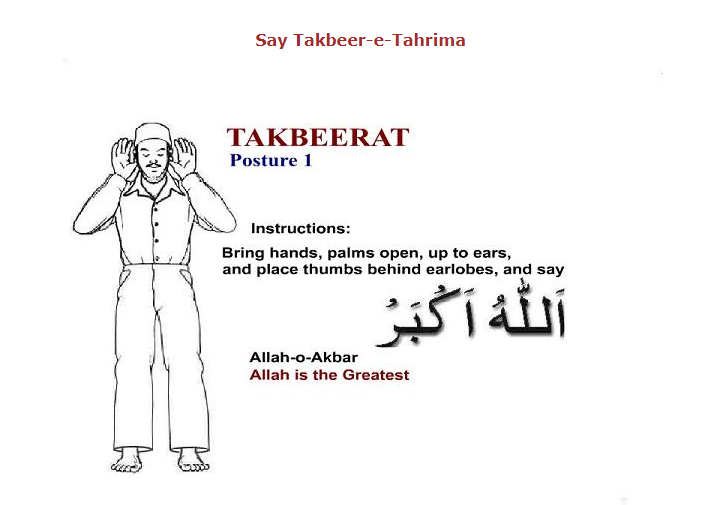 Say Takbeer-e-Tahrima
TAKBEERAT
Posture 1
Instructions:
Bring hands, palms open, up to ears,
and place thumbs behind earlobes, and say
اَللّٰهُ اَكْبَرُ
Allah-o-Akbar
Allah is the Greatest